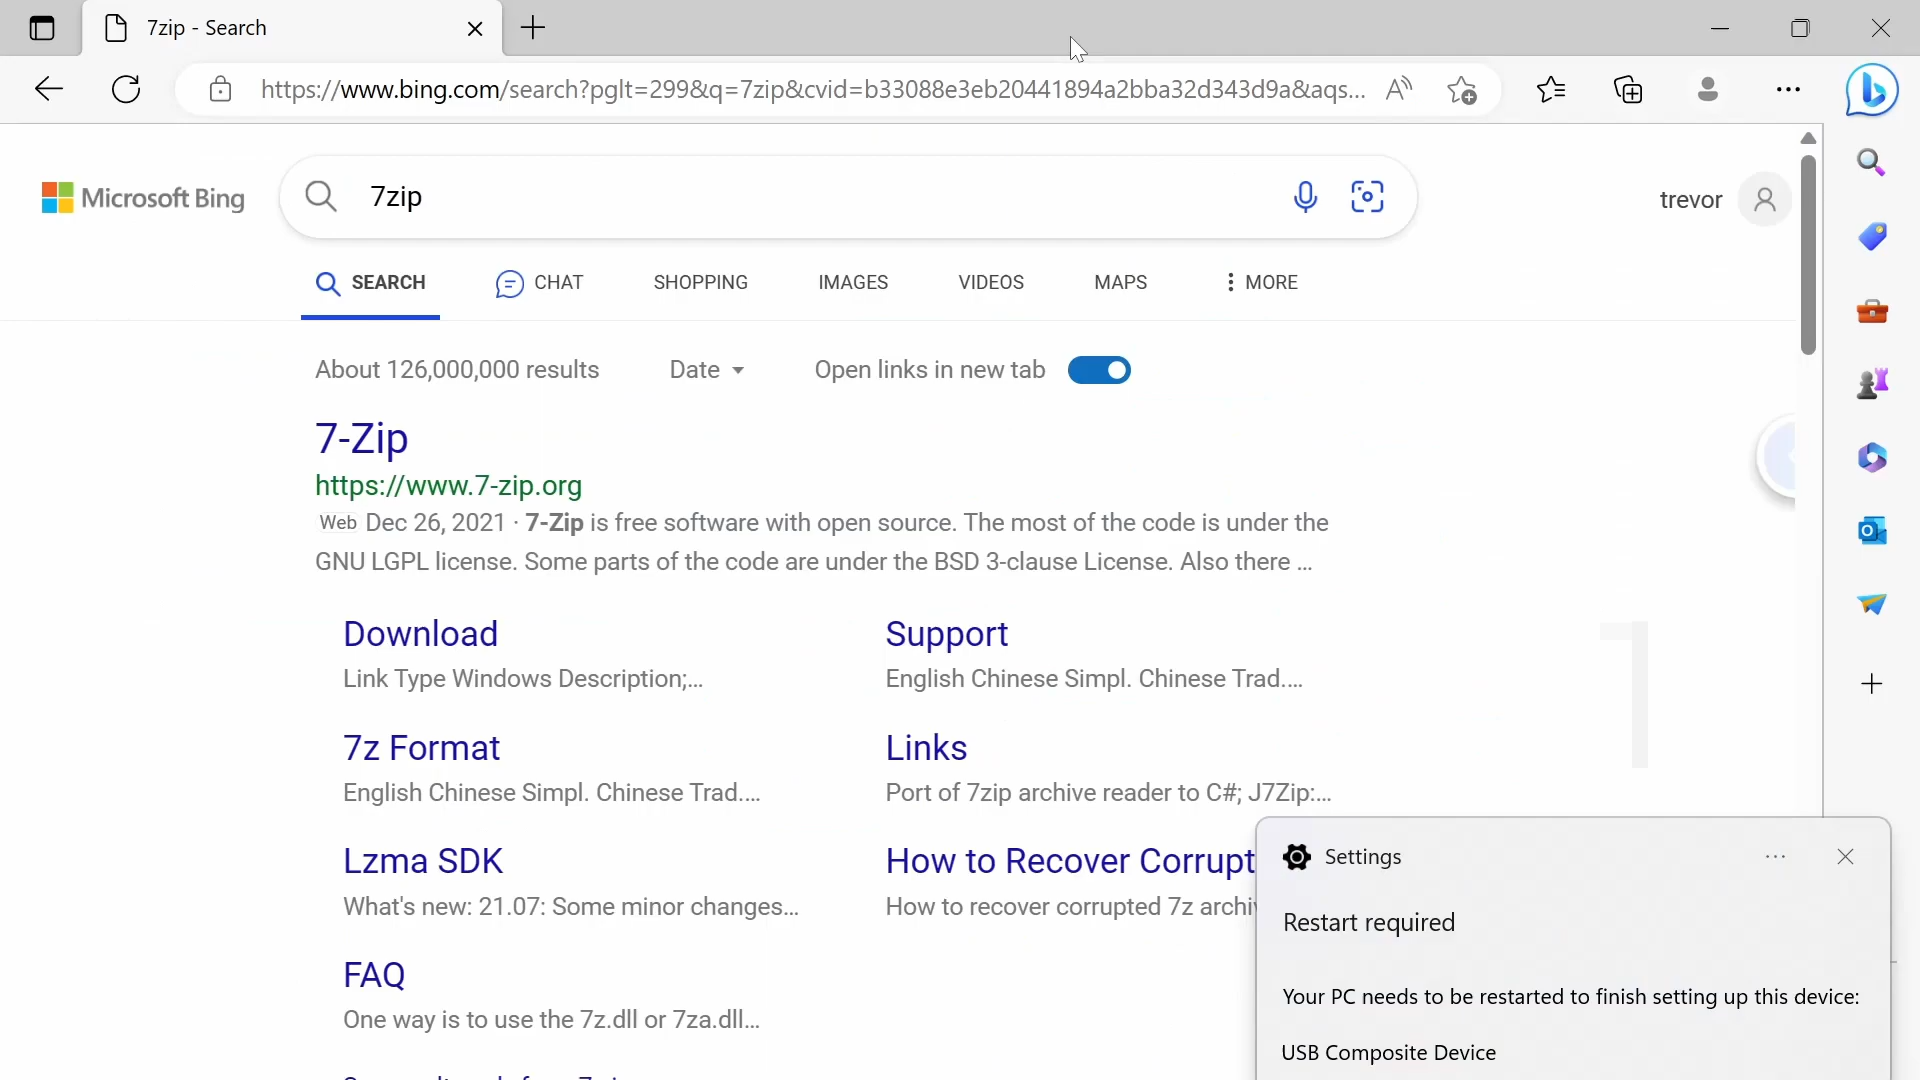 7zip - Search
https://www.bing.com/search?pglt=299&q=7zip&cvid=b33088e3eb20441894a2bba32d343d9a&aqs...
Microsoft Bing
7zip
trevor
SEARCH CHAT SHOPPING IMAGES VIDEOS MAPS MORE
About 126,000,000 results Date Open links in new tab
7-Zip
https://www.7-zip.org
Web Dec 26, 2021 · 7-Zip is free software with open source. The most of the code is under the
GNU LGPL license. Some parts of the code are under the BSD 3-clause License. Also there ...
Download
Link Type Windows Description;...
Support
English Chinese Simpl. Chinese Trad....
7z Format
English Chinese Simpl. Chinese Trad....
Links
Port of 7zip archive reader to C#; J7Zip:...
Lzma SDK
What's new: 21.07: Some minor changes...
How to Recover Corrupt
How to recover corrupted 7z archi
FAQ
One way is to use the 7z.dll or 7za.dll...
1
Settings
Restart required
Your PC needs to be restarted to finish setting up this device:
USB Composite Device